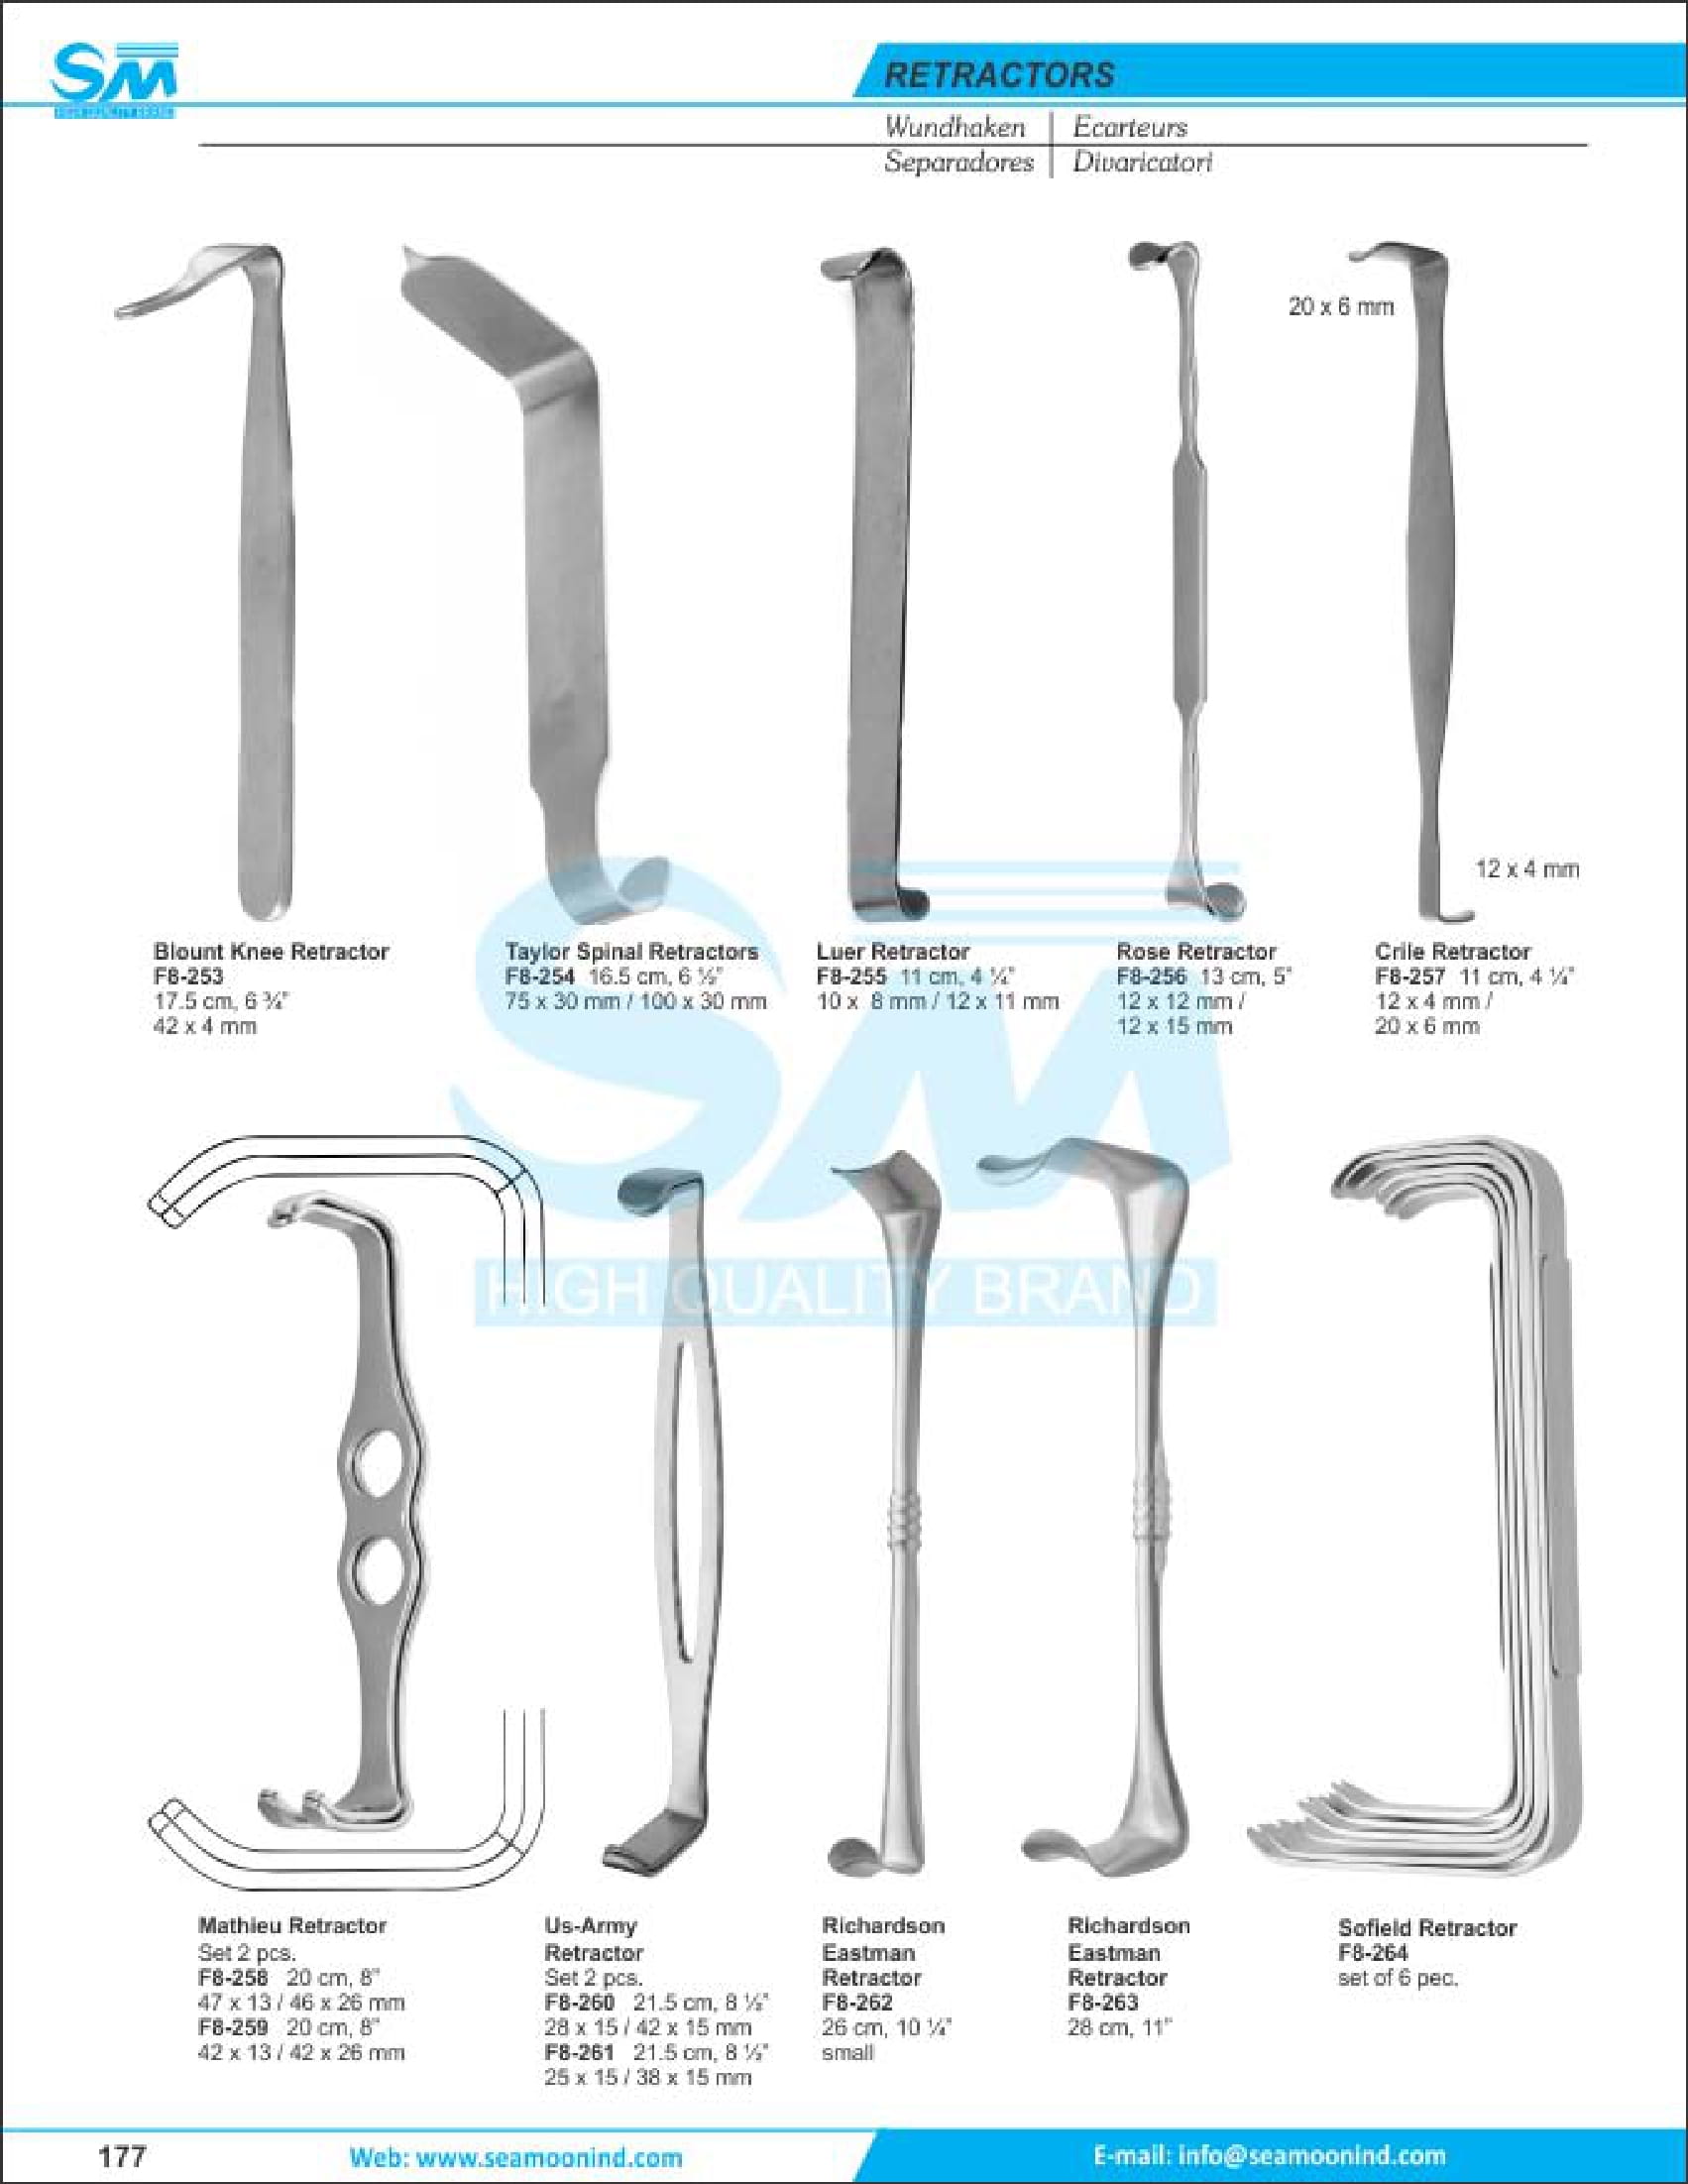 SM
RETRACTORS
Wundhaken
Ecarteurs
Separadores
Divaricatori
20 x 6 mm
12 x 4 mm
Blount Knee Retractor
F8-253
17.5 cm, 6 ¾"
42 x 4 mm
Taylor Spinal Retractors
F8-254 16.5 cm, 6 ½"
75 x 30 mm / 100 x 30 mm
Luer Retractor
F8-255 11 cm, 4 ¼"
10 x 8 mm / 12 x 11 mm
Rose Retractor
F8-256 13 cm, 5"
12 x 12 mm /
12 x 15 mm
Crile Retractor
F8-257 11 cm, 4 ¼"
12 x 4 mm /
20 x 6 mm
SM
HIGH QUALITY BRAND
Mathieu Retractor
Set 2 pcs.
F8-258 20 cm, 8"
47 x 13 / 46 x 26 mm
F8-259 20 cm, 8"
42 x 13 / 42 x 26 mm
Us-Army
Retractor
Set 2 pcs.
F8-260 21.5 cm, 8 ½"
28 x 15 / 42 x 15 mm
F8-261 21.5 cm, 8 ½"
25 x 15 / 38 x 15 mm
Richardson
Eastman
Retractor
F8-262
26 cm, 10 ¼"
small
Richardson
Eastman
Retractor
F8-263
28 cm, 11"
Sofield Retractor
F8-264
set of 6 pec.
177
Web: www.seamoonind.com
E-mail: info@seamoonind.com